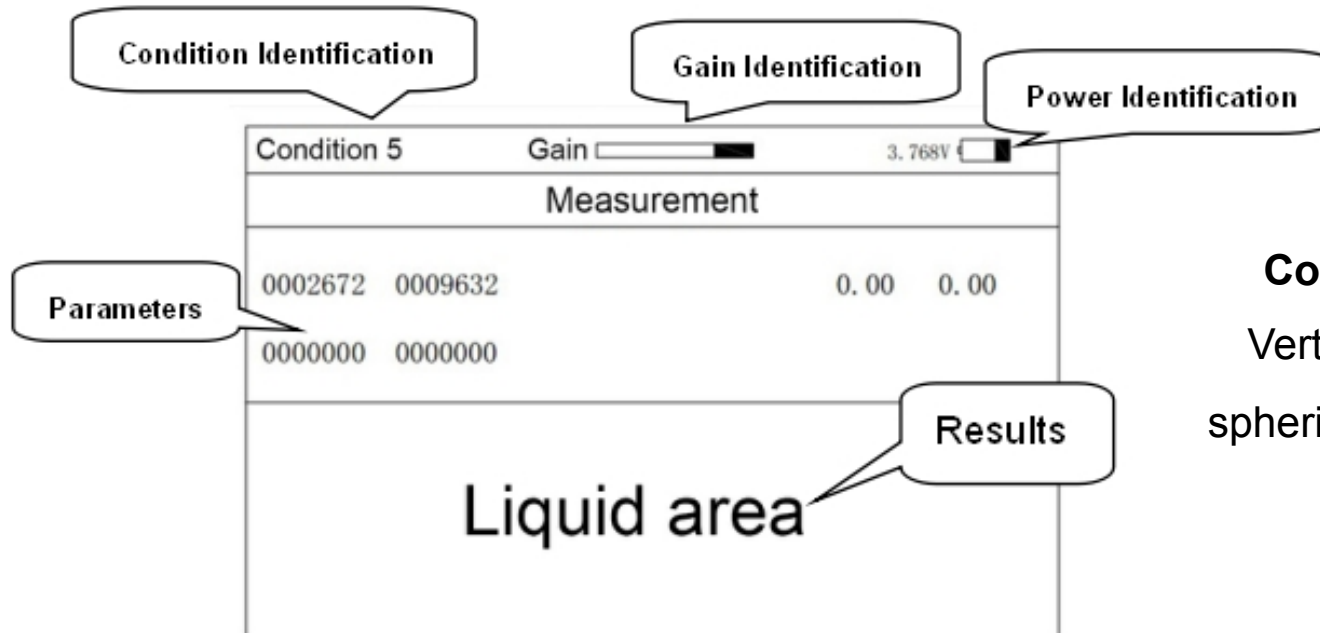 Condition Identification
Gain Identification
Power Identification
Condition 5 Gain 3.768V
Measurement
Parameters
0002672 0009632 0.00 0.00
0000000 0000000
Results
Liquid area
Co
Vert
spheri